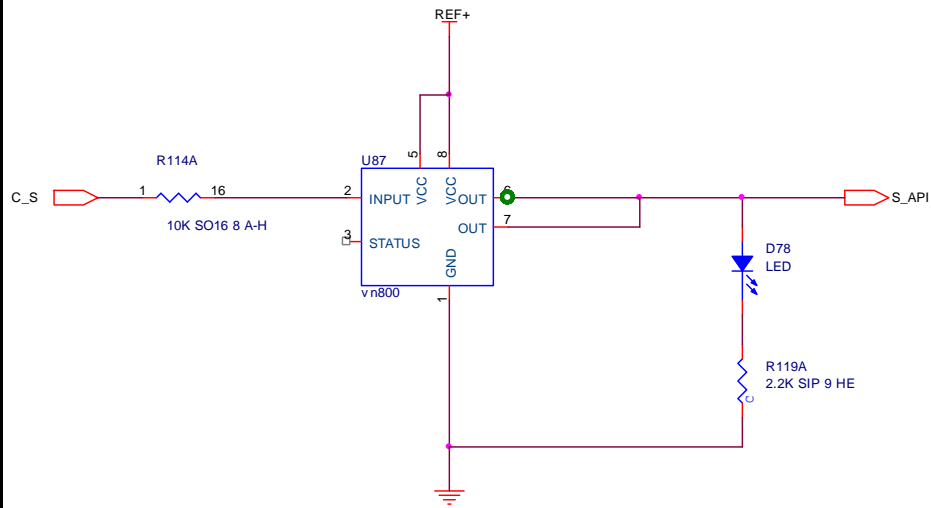 REF+
R114A
U87
5
8
C_S
1
16
2
INPUT
VCC
VCC
OUT
6
S_API
10K SO16 8 A-H
3
STATUS
OUT
7
GND
D78
LED
vn800
1
R119A
2.2K SIP 9 HE
C